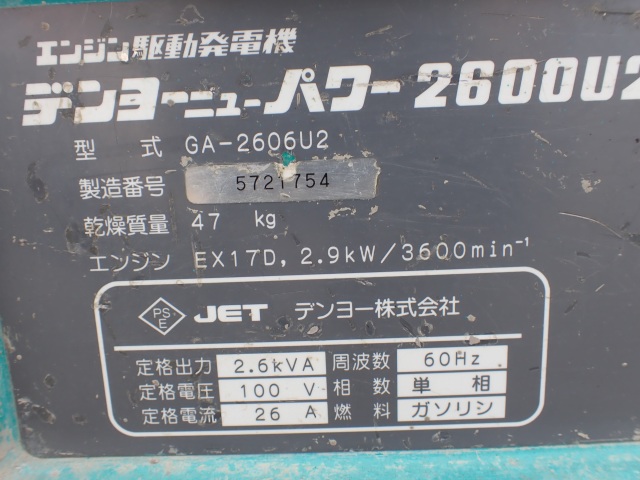 エンジン駆動発電機
デンヨーニューパワー2600U2
型式 GA-2606U2
製造番号 5721754
乾燥質量 47 kg
エンジン EX17D, 2.9kW/3600min⁻¹
PSE JET デンヨー株式会社
定格出力 2.6kVA 周波数 60Hz
定格電圧 100 V 相数 単相
定格電流 26 A 燃料 ガソリン